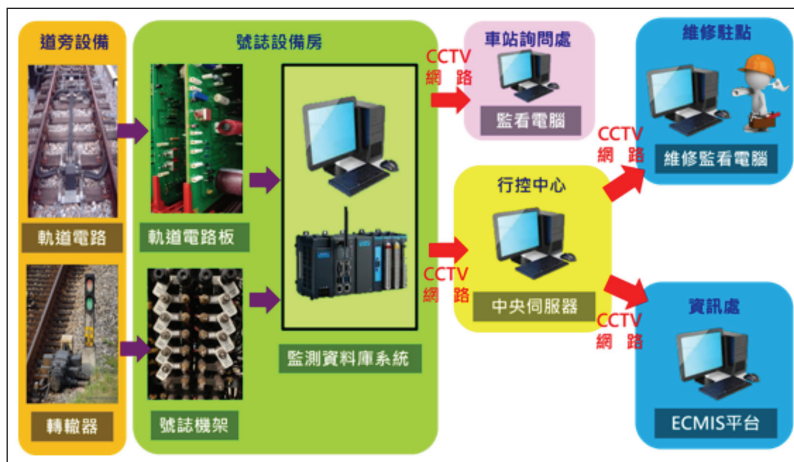 道旁設備
軌道電路
轉轍器
號誌設備房
軌道電路板
號誌機架
監測資料庫系統
CCTV
網路
車站詢問處
監看電腦
CCTV
網路
行控中心
中央伺服器
CCTV
網路
維修駐點
維修監看電腦
CCTV
網路
資訊處
ECMIS平台